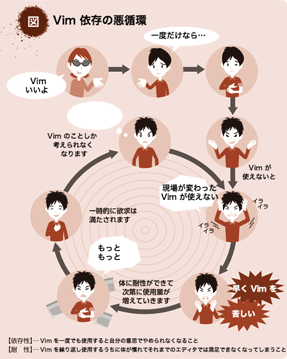 図 Vim 依存の悪循環
一度だけなら…
Vim
いいよ
Vim のことしか
考えられなく
なります
Vim が
使えないと
現場が変わった
Vim が使えない
イラ
イラ
イラ
イラ
一時的に欲求は
満たされます
もっと
もっと
体に耐性ができて
次第に使用量が
増えていきます
早く Vim を
苦しい
【依存性】─ Vim を一度でも使用すると自分の意思でやめられなくなること
【耐 性】─ Vim を繰り返し使用するうちに体が慣れてそれまでのエディタでは満足できなくなってしまうこと